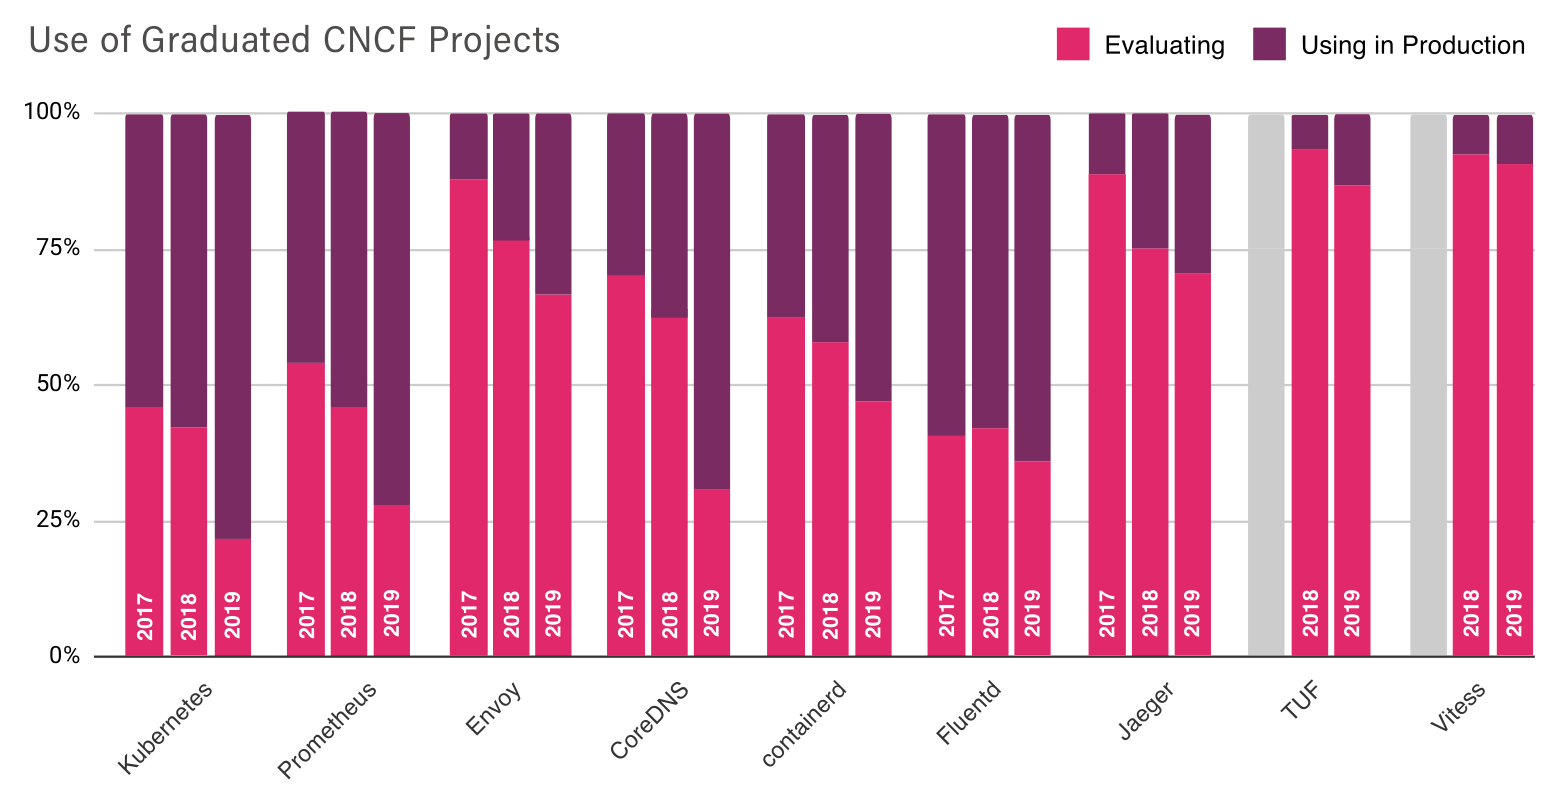 Use of Graduated CNCF Projects
Evaluating
Using in Production
100%
75%
50%
25%
0%
2017
2018
2019
2017
2018
2019
2017
2018
2019
2017
2018
2019
2017
2018
2019
2017
2018
2019
2017
2018
2019
2018
2019
2018
2019
Kubernetes
Prometheus
Envoy
CoreDNS
containerd
Fluentd
Jaeger
TUF
Vitess